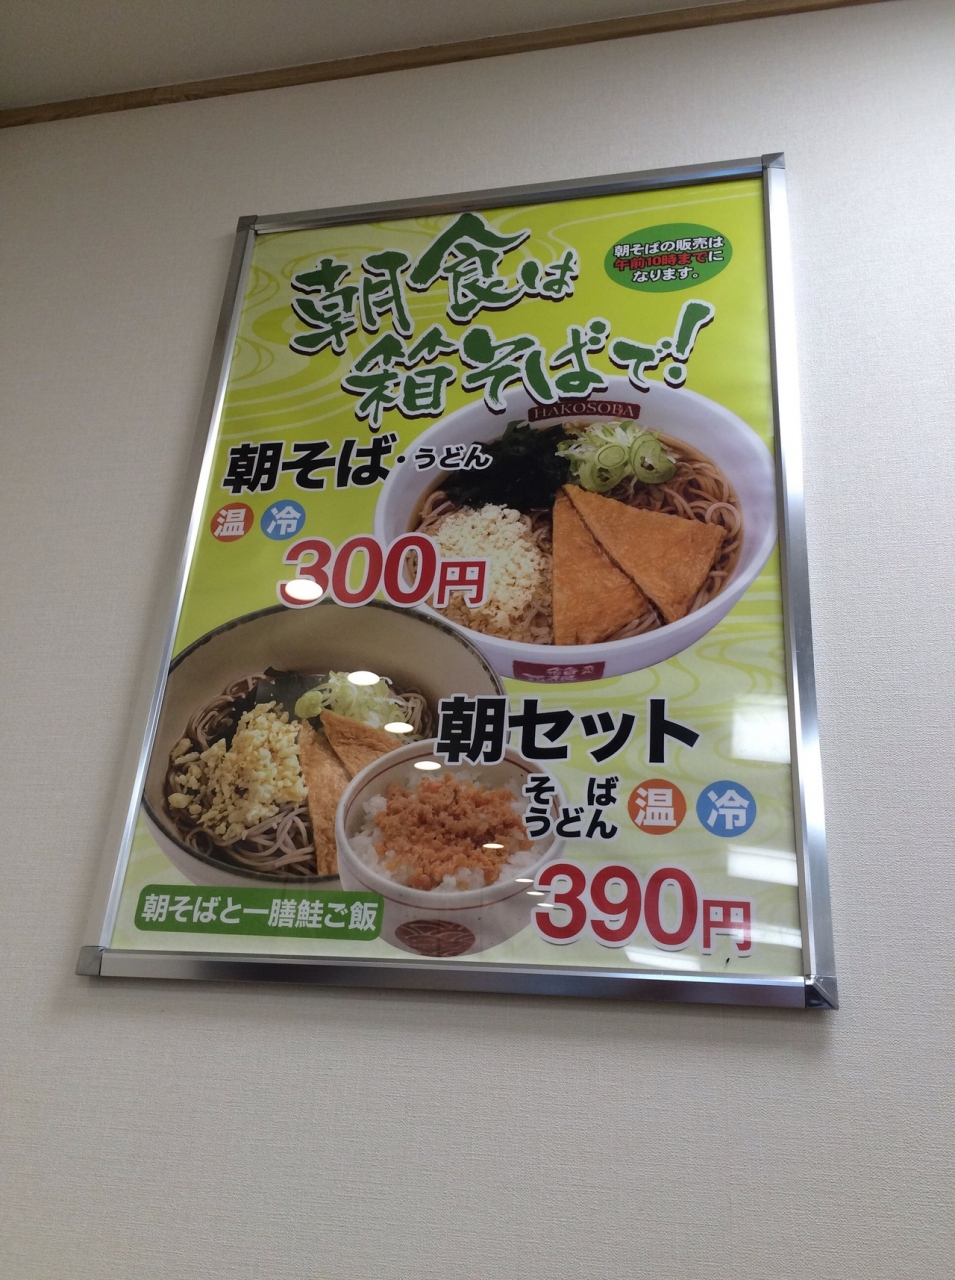 朝食は
箱そばで!
朝そばの販売は
午前10時までに
なります。
HAKOSOBA
朝そば・うどん
温 冷
300円
朝セット
そば
うどん
温 冷
390円
朝そばと一膳鮭ご飯